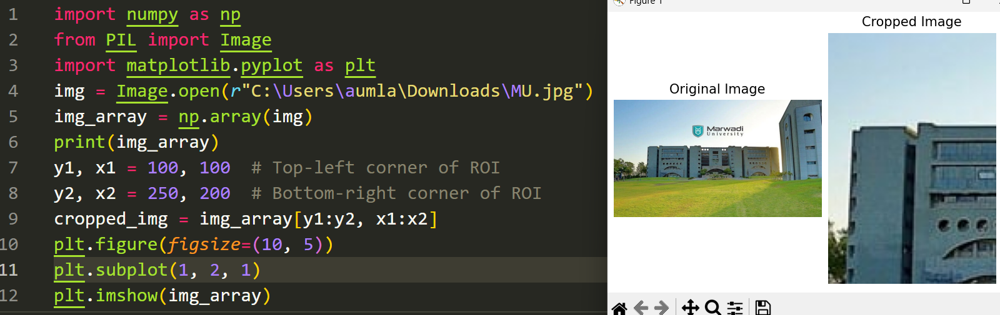 1 import numpy as np
2 from PIL import Image
3 import matplotlib.pyplot as plt
4 img = Image.open(r"C:\Users\aumla\Downloads\MU.jpg")
5 img_array = np.array(img)
6 print(img_array)
7 y1, x1 = 100, 100  # Top-left corner of ROI
8 y2, x2 = 250, 200  # Bottom-right corner of ROI
9 cropped_img = img_array[y1:y2, x1:x2]
10 plt.figure(figsize=(10, 5))
11 plt.subplot(1, 2, 1)
12 plt.imshow(img_array)
Figure 1
Original Image
Marwadi
University
Cropped Image